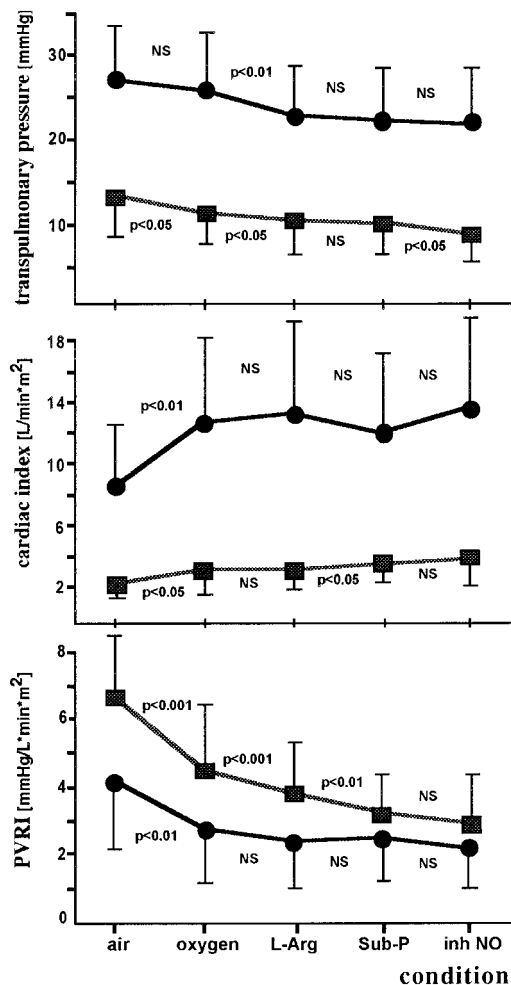 transpulmonary pressure [mmHg]
30
20
10
NS
p<0.01
NS
NS
p<0.05
p<0.05
NS
p<0.05
cardiac index [L/min*m²]
18
14
10
6
2
p<0.01
NS
NS
NS
p<0.05
NS
p<0.05
NS
PVRI [mmHg/L*min*m²]
8
6
4
2
0
p<0.001
p<0.001
p<0.01
NS
p<0.01
NS
NS
NS
air oxygen L-Arg Sub-P inh NO
condition